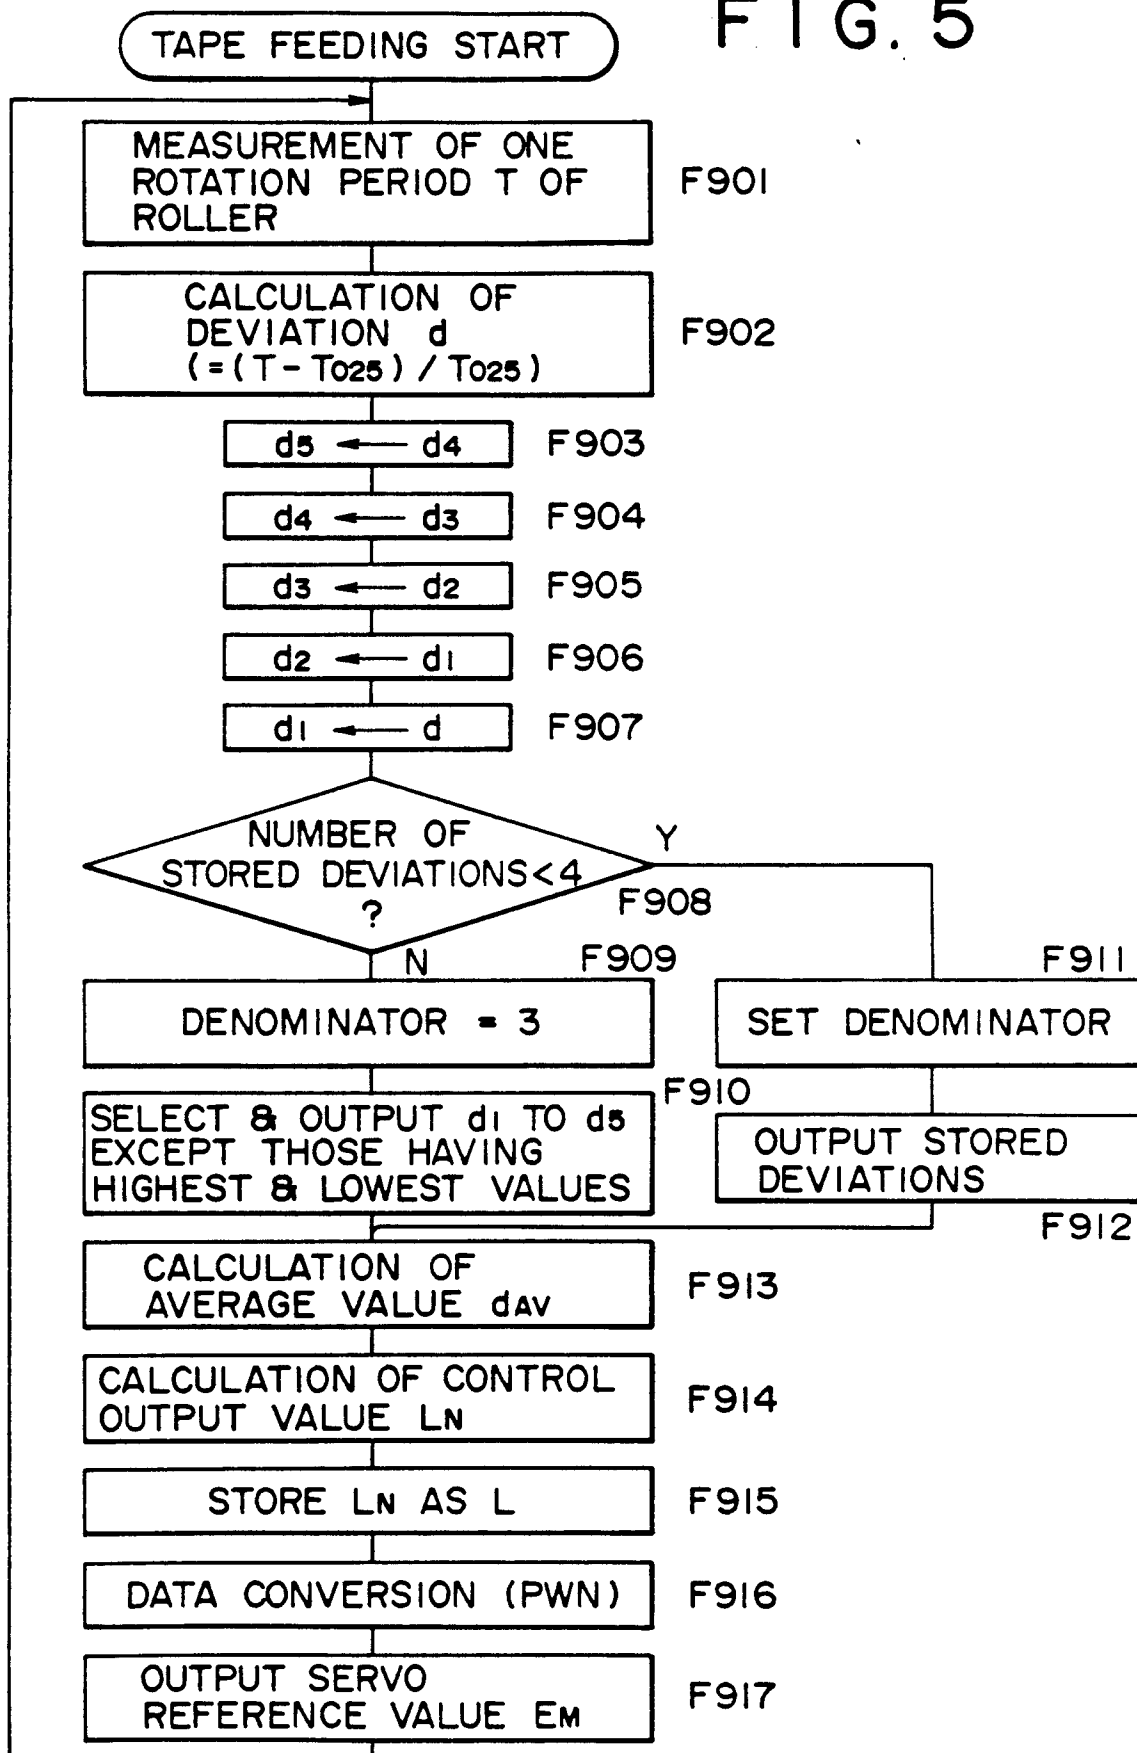 FIG. 5
TAPE FEEDING START
MEASUREMENT OF ONE
ROTATION PERIOD T OF
ROLLER
F901
CALCULATION OF
DEVIATION d
(=(T-T025)/T025)
F902
d5 ← d4
F903
d4 ← d3
F904
d3 ← d2
F905
d2 ← d1
F906
d1 ← d
F907
NUMBER OF
STORED DEVIATIONS<4
?
F908
Y
N
F909
DENOMINATOR = 3
F911
SET DENOMINATOR
F910
SELECT & OUTPUT d1 TO d5
EXCEPT THOSE HAVING
HIGHEST & LOWEST VALUES
OUTPUT STORED
DEVIATIONS
F912
CALCULATION OF
AVERAGE VALUE dAV
F913
CALCULATION OF CONTROL
OUTPUT VALUE LN
F914
STORE LN AS L
F915
DATA CONVERSION (PWN)
F916
OUTPUT SERVO
REFERENCE VALUE EM
F917